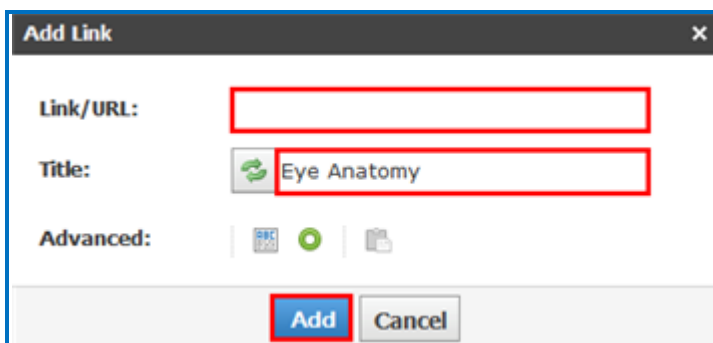 Add Link ×
Link/URL:
Title: Eye Anatomy
Advanced:
Add Cancel